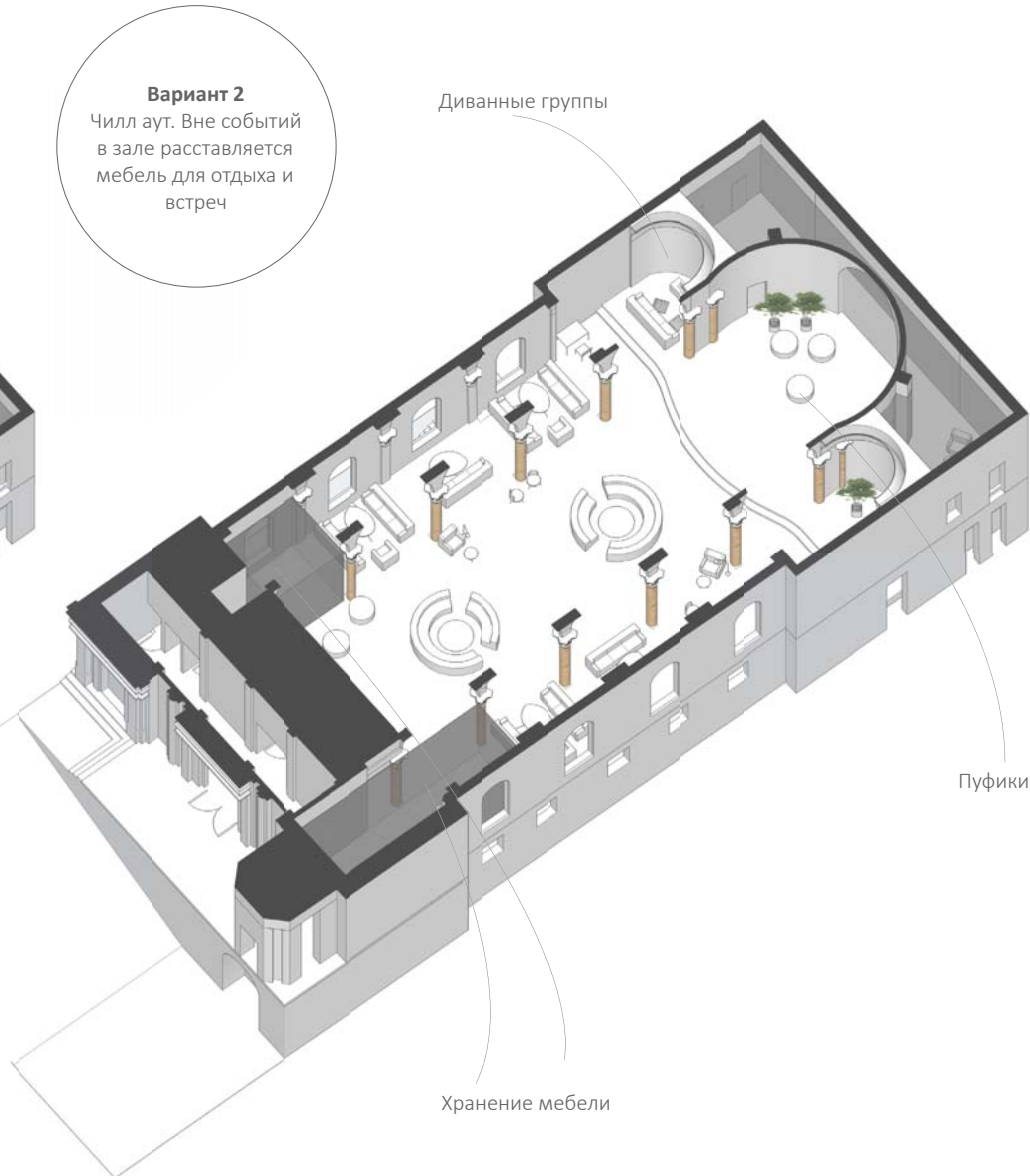 Вариант 2
Чилл аут. Вне событий
в зале расставляется
мебель для отдыха и
встреч
Диванные группы
Пуфики
Хранение мебели